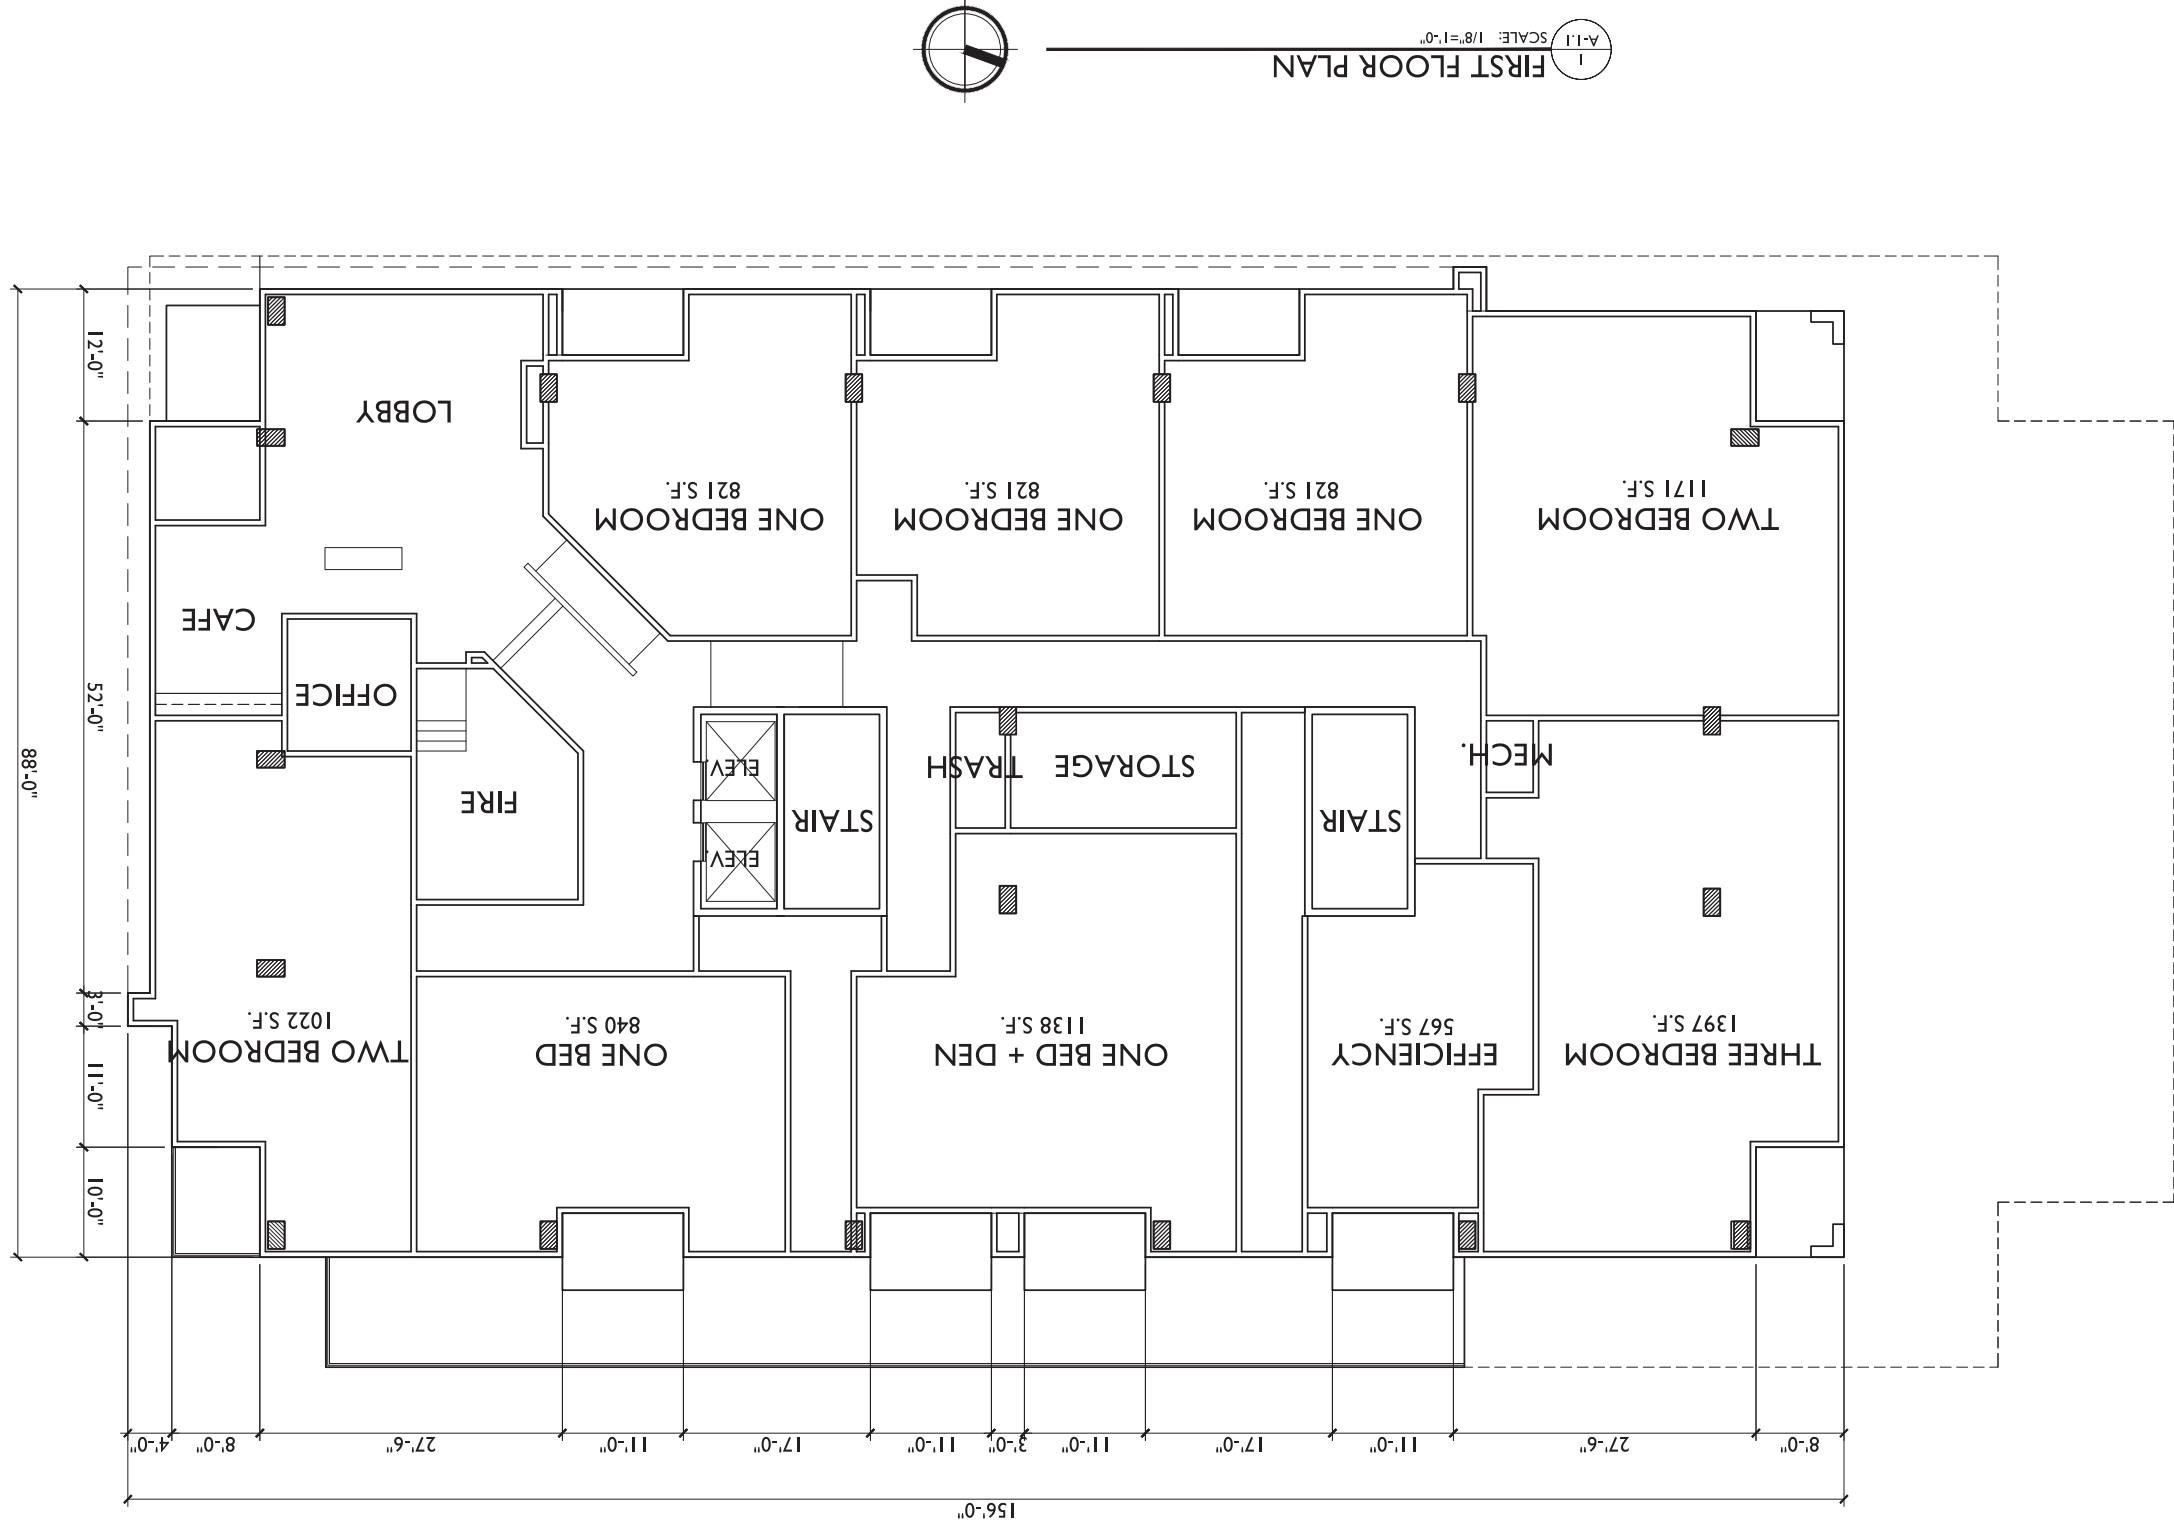 156'-0"
8'-0"
27'-6"
11'-0"
17'-0"
11'-0"
3'-0"
11'-0"
17'-0"
11'-0"
27'-6"
8'-0"
4'-0"
10'-0"
11'-0"
3'-0"
52'-0"
12'-0"
88'-0"
THREE BEDROOM
1397 S.F.
EFFICIENCY
567 S.F.
ONE BED + DEN
1138 S.F.
ONE BED
840 S.F.
TWO BEDROOM
1022 S.F.
MECH.
STAIR
STORAGE
TRASH
STAIR
ELEV.
ELEV.
FIRE
OFFICE
CAFE
TWO BEDROOM
1171 S.F.
ONE BEDROOM
821 S.F.
ONE BEDROOM
821 S.F.
ONE BEDROOM
821 S.F.
LOBBY
1
A-1.1
FIRST FLOOR PLAN
SCALE: 1/8"=1'-0"